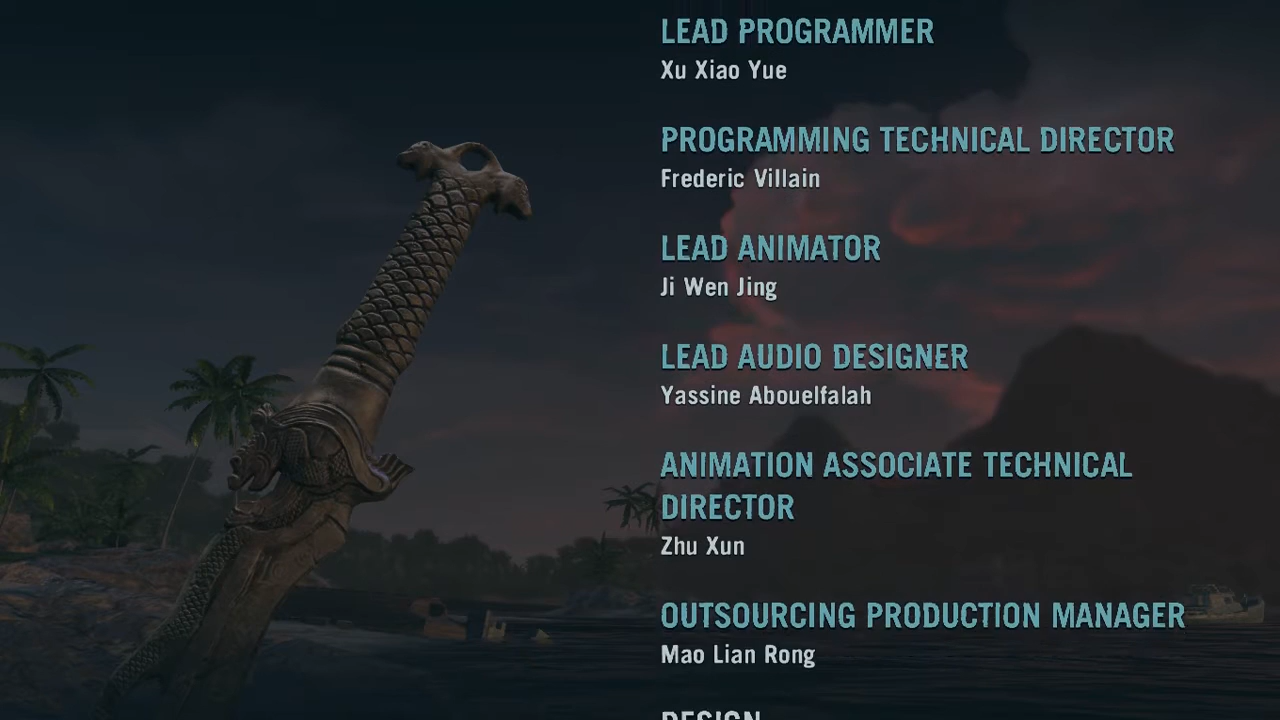 LEAD PROGRAMMER
Xu Xiao Yue
PROGRAMMING TECHNICAL DIRECTOR
Frederic Villain
LEAD ANIMATOR
Ji Wen Jing
LEAD AUDIO DESIGNER
Yassine Abouelfalah
ANIMATION ASSOCIATE TECHNICAL
DIRECTOR
Zhu Xun
OUTSOURCING PRODUCTION MANAGER
Mao Lian Rong
DESIGN